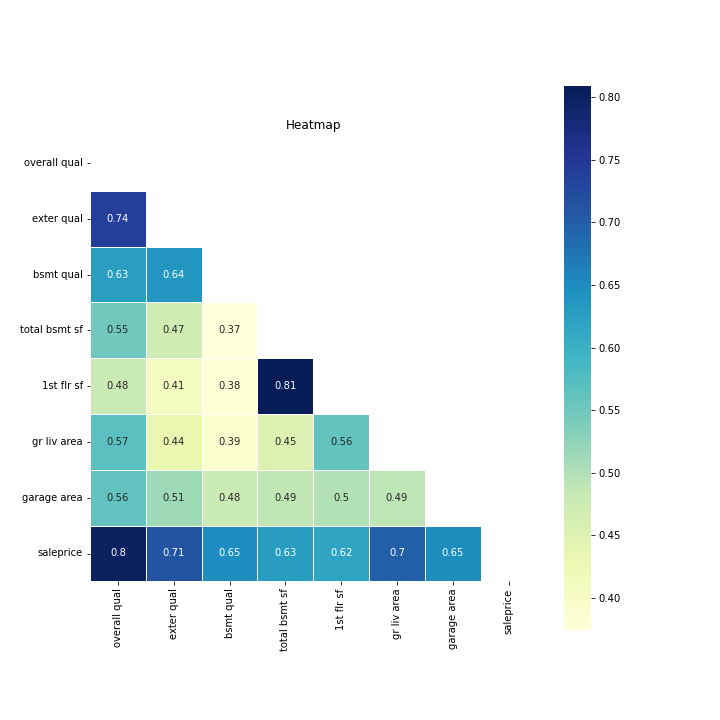 Heatmap
overall qual
exter qual 0.74
bsmt qual 0.63 0.64
total bsmt sf 0.55 0.47 0.37
1st flr sf 0.48 0.41 0.38 0.81
gr liv area 0.57 0.44 0.39 0.45 0.56
garage area 0.56 0.51 0.48 0.49 0.5 0.49
saleprice 0.8 0.71 0.65 0.63 0.62 0.7 0.65
overall qual
exter qual
bsmt qual
total bsmt sf
1st flr sf
gr liv area
garage area
saleprice
0.80
0.75
0.70
0.65
0.60
0.55
0.50
0.45
0.40